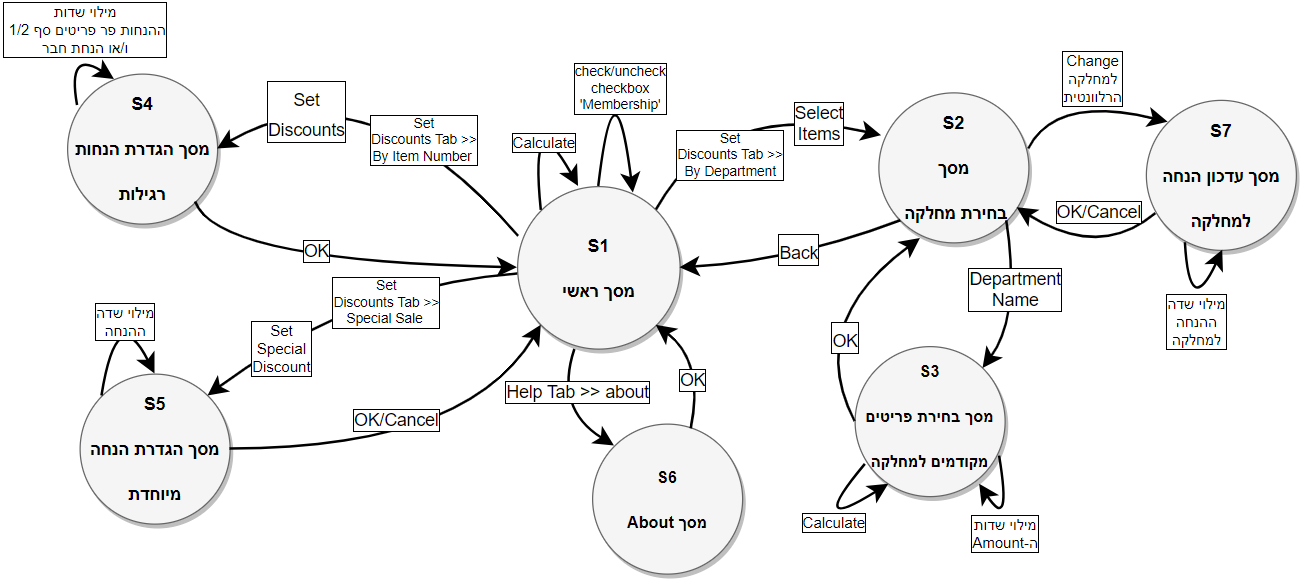 מילוי שדות
ההנחות פר פריטים סף 1/2
ו/או הנחת חבר
S4
מסך הגדרת הנחות
רגילות
Set
Discounts
Set
Discounts Tab >>
By Item Number
OK
Calculate
check/uncheck
checkbox
'Membership'
S1
מסך ראשי
Set
Discounts Tab >>
By Department
Select
Items
S2
מסך
בחירת מחלקה
Back
Change
למחלקה
הרלוונטית
S7
מסך עדכון הנחה
למחלקה
OK/Cancel
מילוי שדה
ההנחה
למחלקה
Department
Name
OK
S3
מסך בחירת פריטים
מקודמים למחלקה
Calculate
מילוי שדות
ה-Amount
Set
Discounts Tab >>
Special Sale
Set
Special
Discount
מילוי שדה
ההנחה
S5
מסך הגדרת הנחה
מיוחדת
OK/Cancel
Help Tab >> about
OK
S6
מסך About